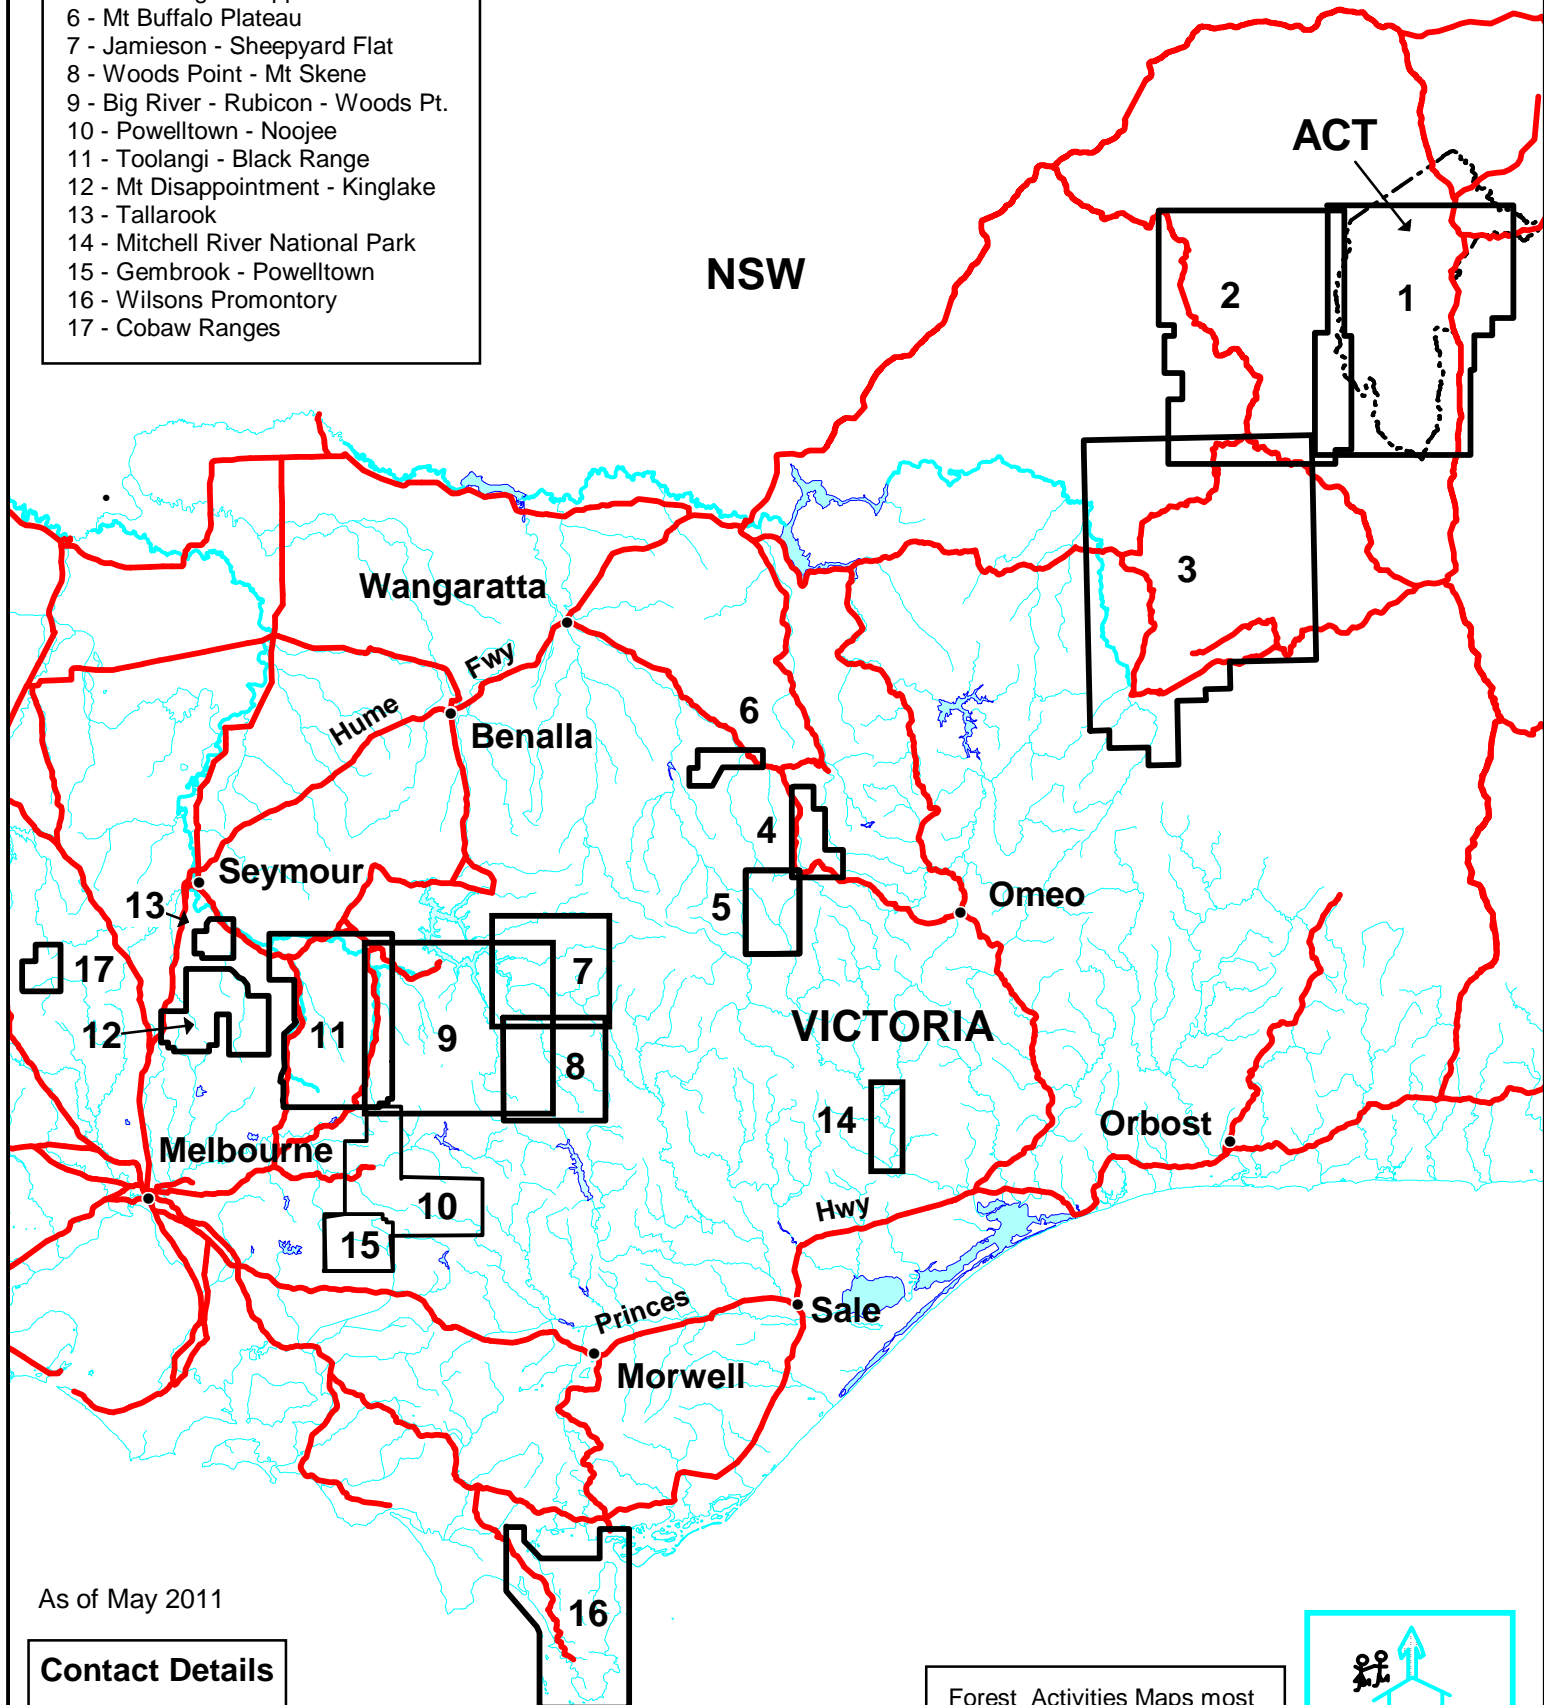 6 - Mt Buffalo Plateau
7 - Jamieson - Sheepyard Flat
8 - Woods Point - Mt Skene
9 - Big River - Rubicon - Woods Pt.
10 - Powelltown - Noojee
11 - Toolangi - Black Range
12 - Mt Disappointment - Kinglake
13 - Tallarook
14 - Mitchell River National Park
15 - Gembrook - Powelltown
16 - Wilsons Promontory
17 - Cobaw Ranges
ACT
NSW
2
1
3
Wangaratta
Hume
Fwy
Benalla
6
4
5
Seymour
13
17
12
11
9
7
8
Omeo
VICTORIA
14
Orbost
Melbourne
10
15
Hwy
Princes
Sale
Morwell
16
As of May 2011
Contact Details
Forest Activities Maps most